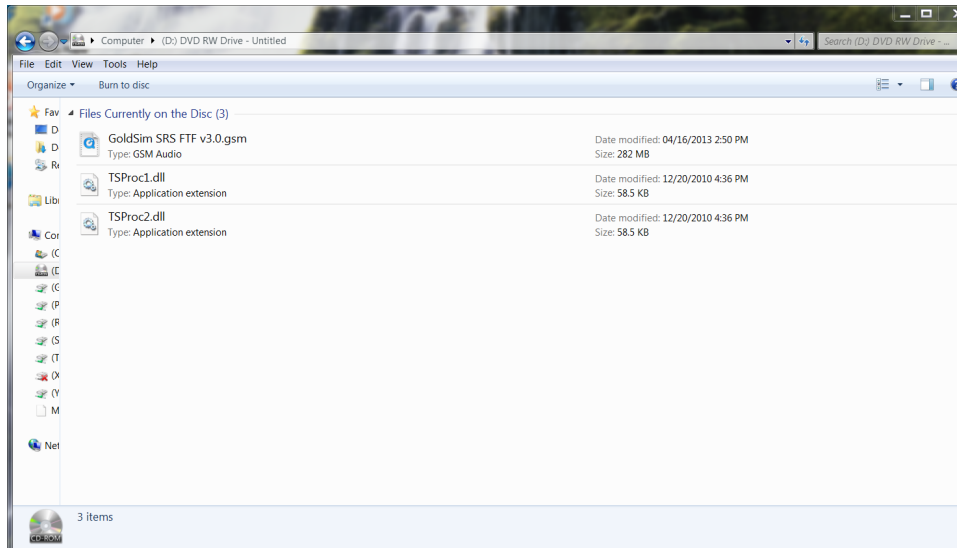 Computer ▸ (D:) DVD RW Drive - Untitled
Search (D:) DVD RW Drive - ...
File Edit View Tools Help
Organize ▾ Burn to disc
Fav
D
D
Re
Libr
Cor
(C
(D
(G
(P
(R
(S
(T
(X
(Y
M
Net
Files Currently on the Disc (3)
GoldSim SRS FTF v3.0.gsm
Type: GSM Audio
Date modified: 04/16/2013 2:50 PM
Size: 282 MB
TSProc1.dll
Type: Application extension
Date modified: 12/20/2010 4:36 PM
Size: 58.5 KB
TSProc2.dll
Type: Application extension
Date modified: 12/20/2010 4:36 PM
Size: 58.5 KB
3 items
CD-ROM